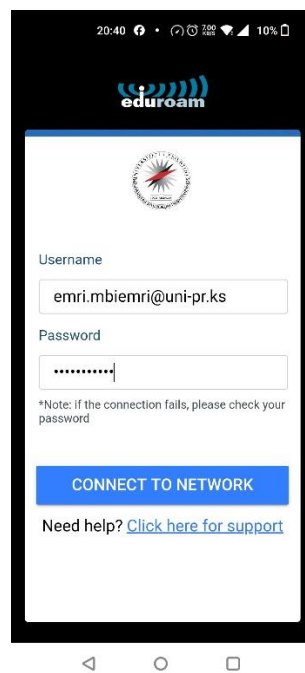 20:40
10%
eduroam
Username
emri.mbiemri@uni-pr.ks
Password
•••••••••••
*Note: if the connection fails, please check your
password
CONNECT TO NETWORK
Need help? Click here for support